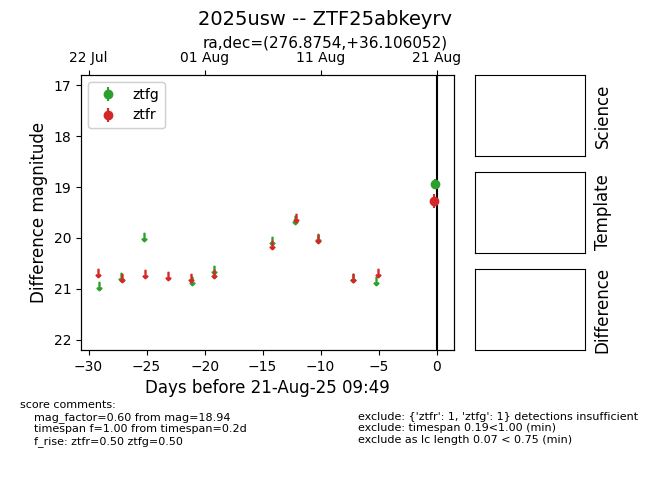 2025usw -- ZTF25abkeyrv
ra,dec=(276.8754,+36.106052)
22 Jul 01 Aug 11 Aug 21 Aug
ztfg
ztfr
17
18
19
20
21
22
Difference magnitude
−30 −25 −20 −15 −10 −5 0
Days before 21-Aug-25 09:49
Science
Template
Difference
score comments:
mag_factor=0.60 from mag=18.94
timespan f=1.00 from timespan=0.2d
f_rise: ztfr=0.50 ztfg=0.50
exclude: {'ztfr': 1, 'ztfg': 1} detections insufficient
exclude: timespan 0.19<1.00 (min)
exclude as lc length 0.07 < 0.75 (min)